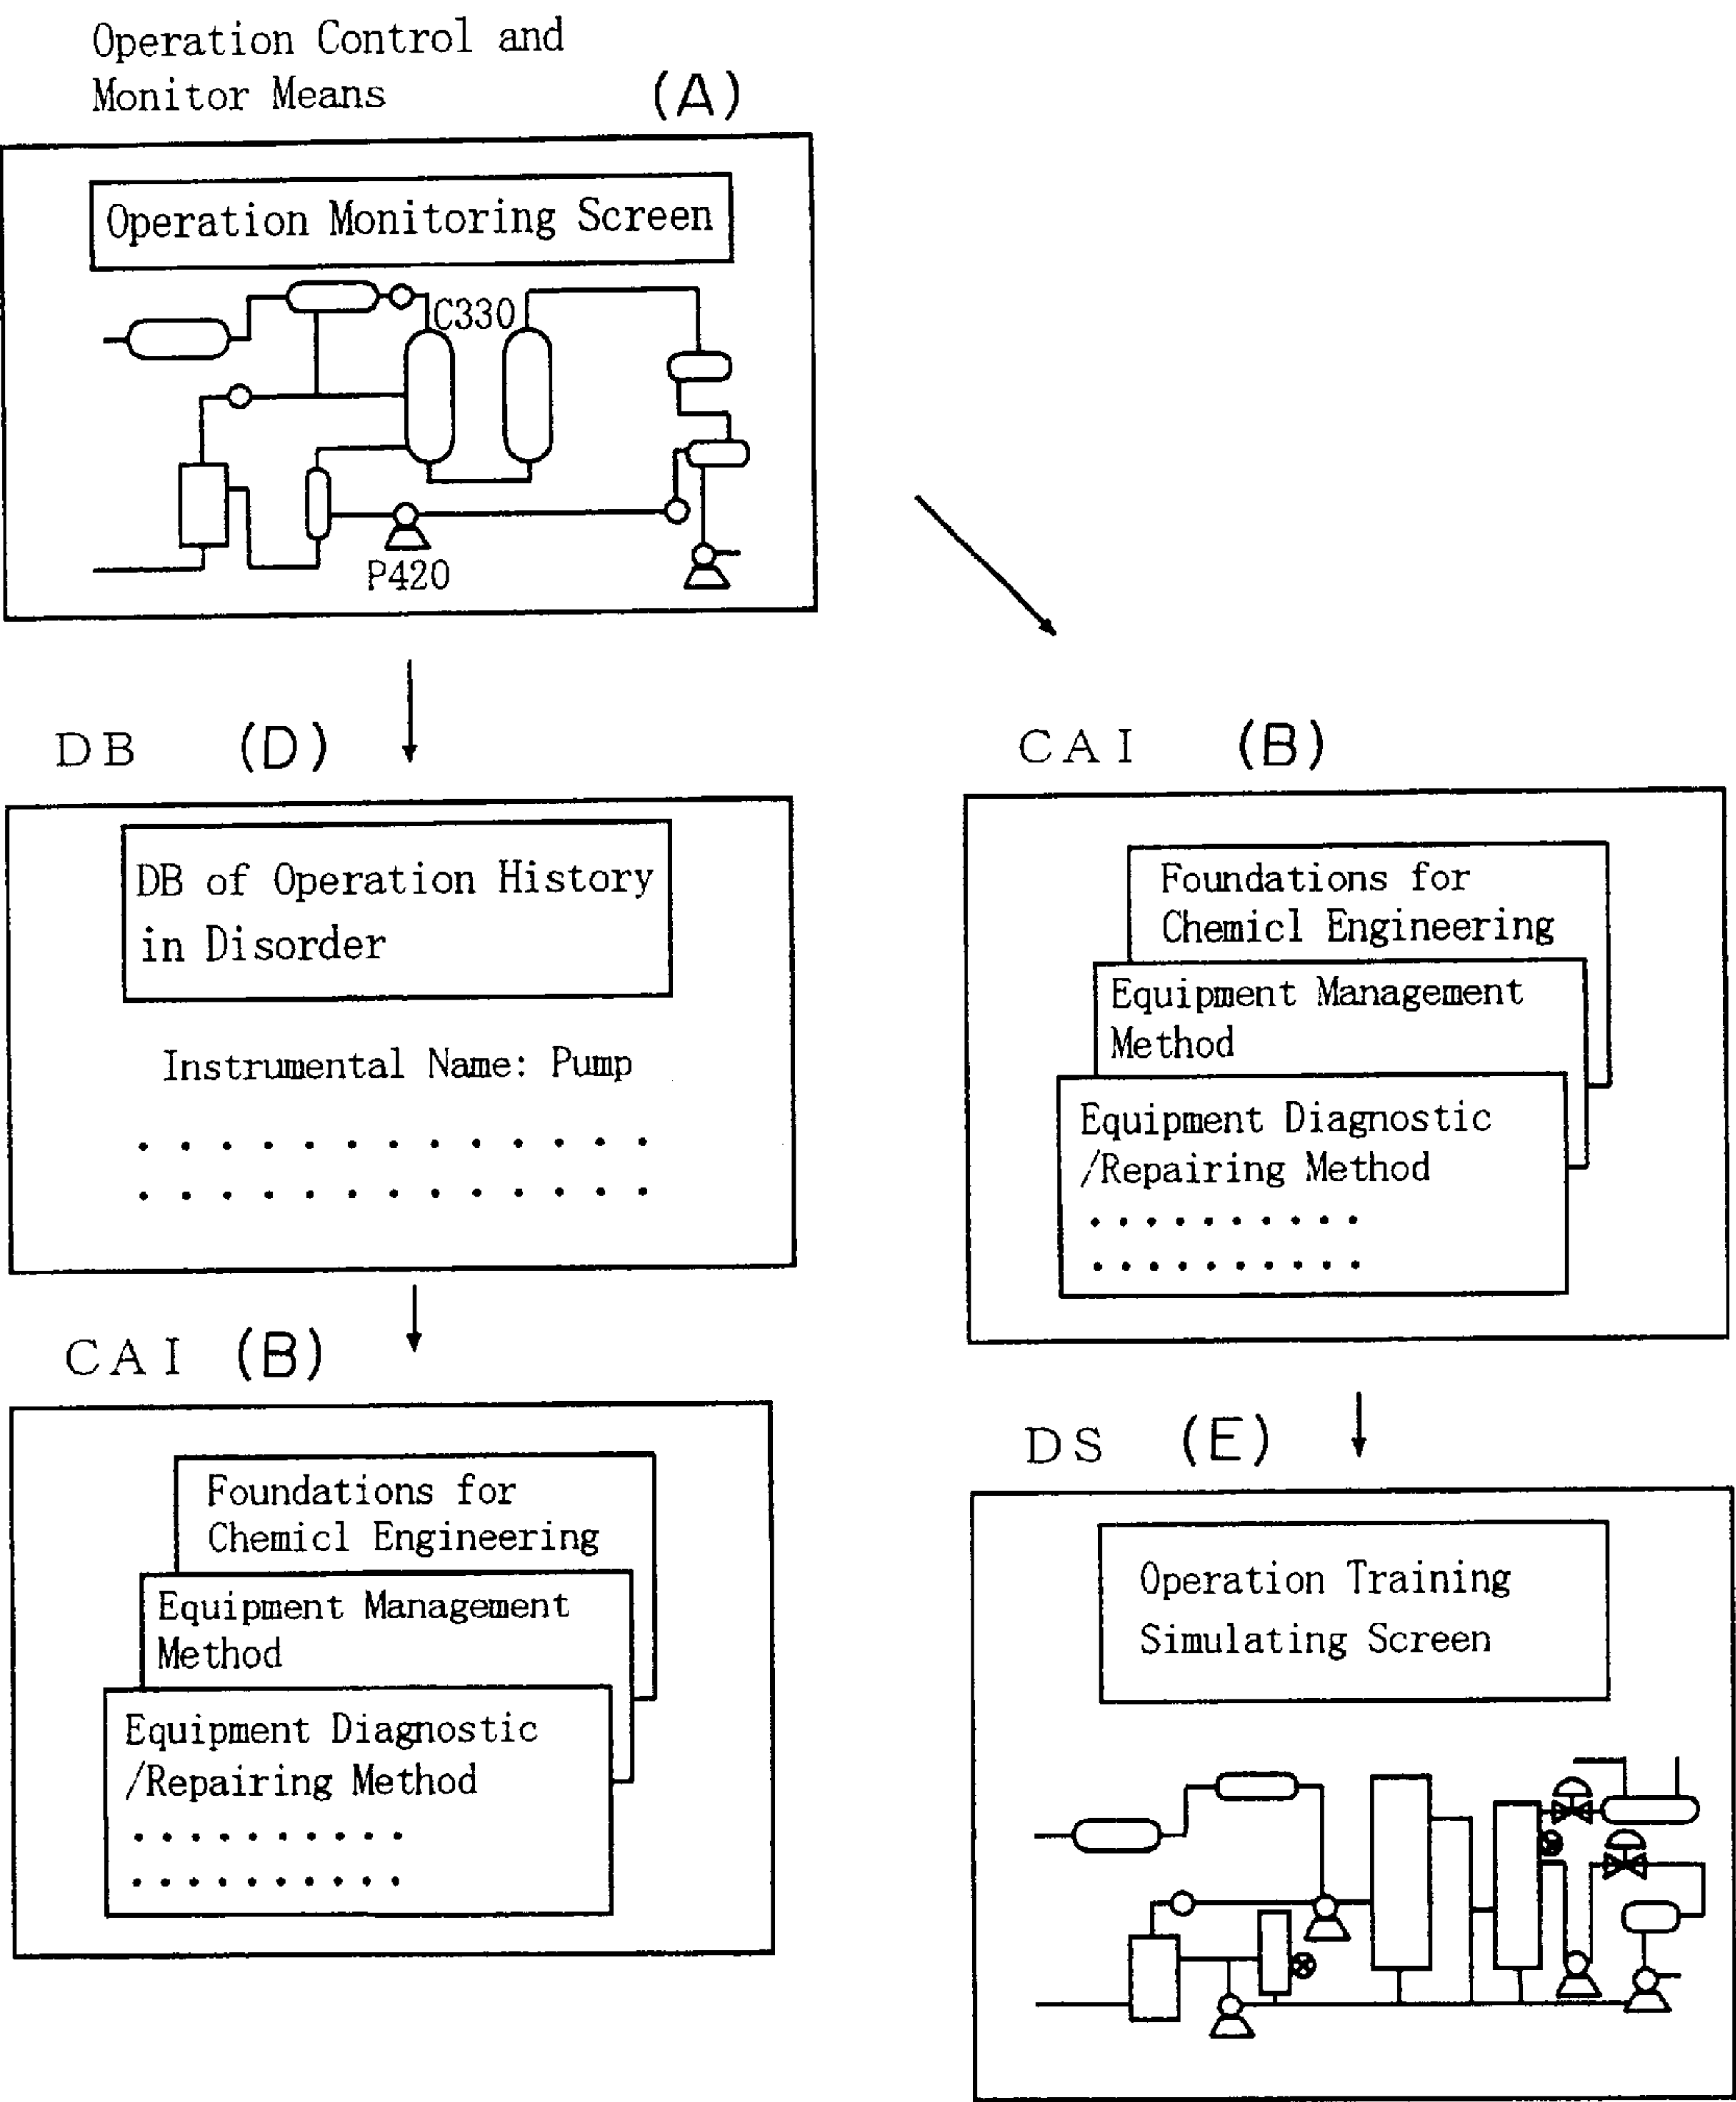 Operation Control and
Monitor Means (A)
Operation Monitoring Screen
C330
P420
DB (D)
DB of Operation History
in Disorder
Instrumental Name: Pump
. . . . . . . . . . . . .
. . . . . . . . . . . . .
CAI (B)
Foundations for
Chemicl Engineering
Equipment Management
Method
Equipment Diagnostic
/Repairing Method
. . . . . . . . . .
. . . . . . . . . .
CAI (B)
Foundations for
Chemicl Engineering
Equipment Management
Method
Equipment Diagnostic
/Repairing Method
. . . . . . . . . .
. . . . . . . . . .
DS (E)
Operation Training
Simulating Screen